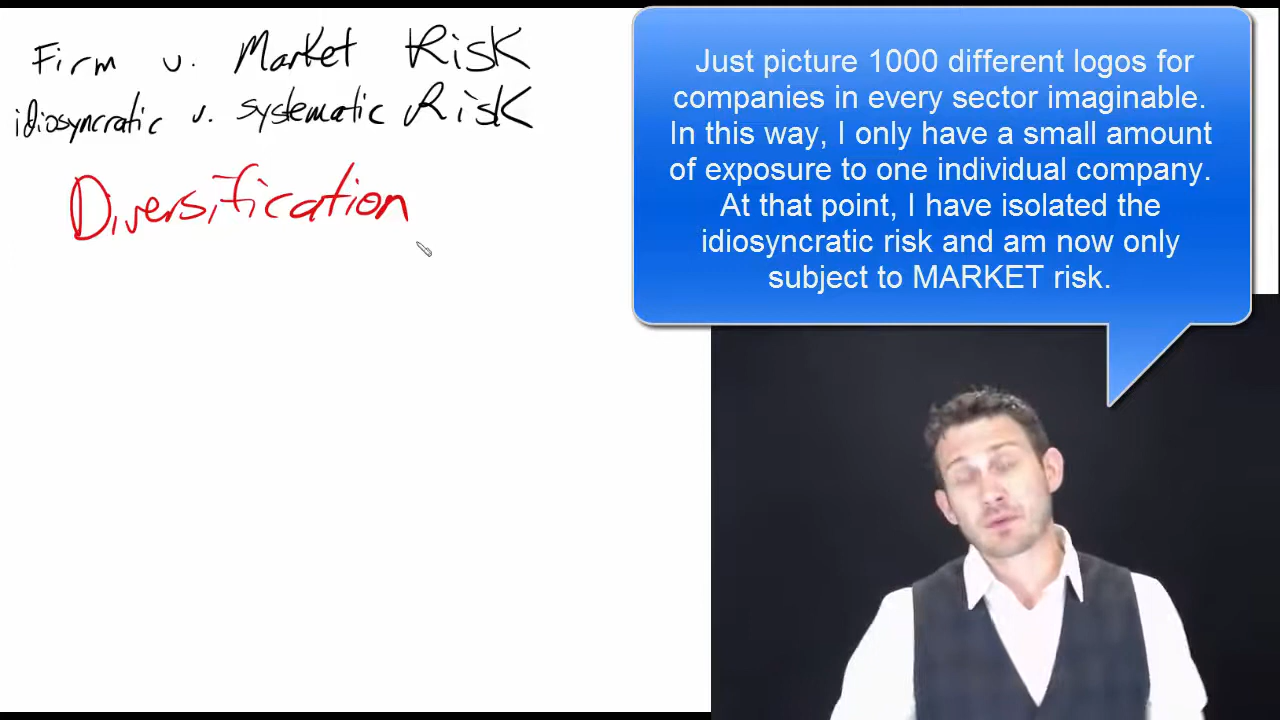 Firm v. Market Risk
idiosyncratic v. systematic Risk
Diversification
Just picture 1000 different logos for
companies in every sector imaginable.
In this way, I only have a small amount
of exposure to one individual company.
At that point, I have isolated the
idiosyncratic risk and am now only
subject to MARKET risk.